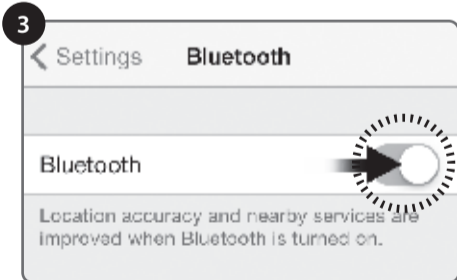 3
Settings Bluetooth
Bluetooth
Location accuracy and nearby services are
improved when Bluetooth is turned on.